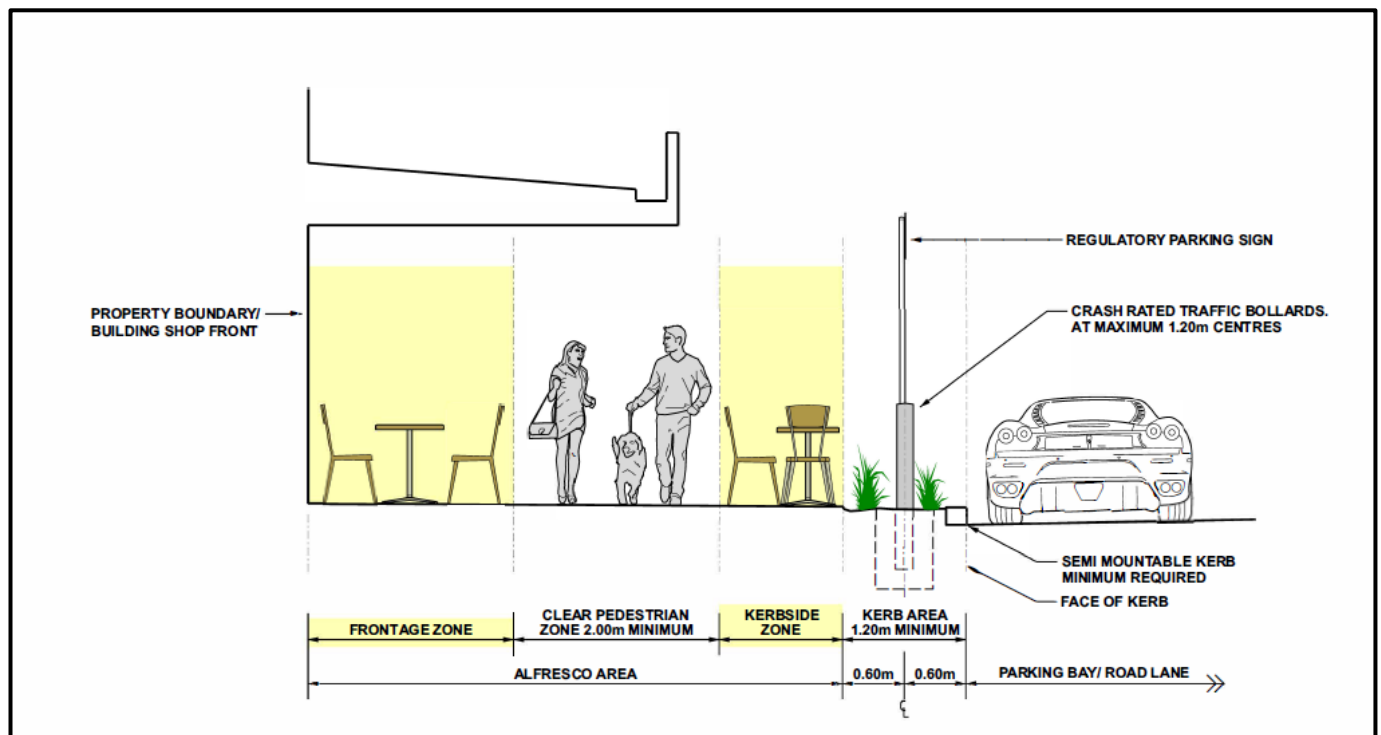 REGULATORY PARKING SIGN
PROPERTY BOUNDARY/
BUILDING SHOP FRONT
CRASH RATED TRAFFIC BOLLARDS.
AT MAXIMUM 1.20m CENTRES
SEMI MOUNTABLE KERB
MINIMUM REQUIRED
FACE OF KERB
FRONTAGE ZONE
CLEAR PEDESTRIAN
ZONE 2.00m MINIMUM
KERBSIDE
ZONE
KERB AREA
1.20m MINIMUM
ALFRESCO AREA
0.60m
0.60m
PARKING BAY/ ROAD LANE
℄